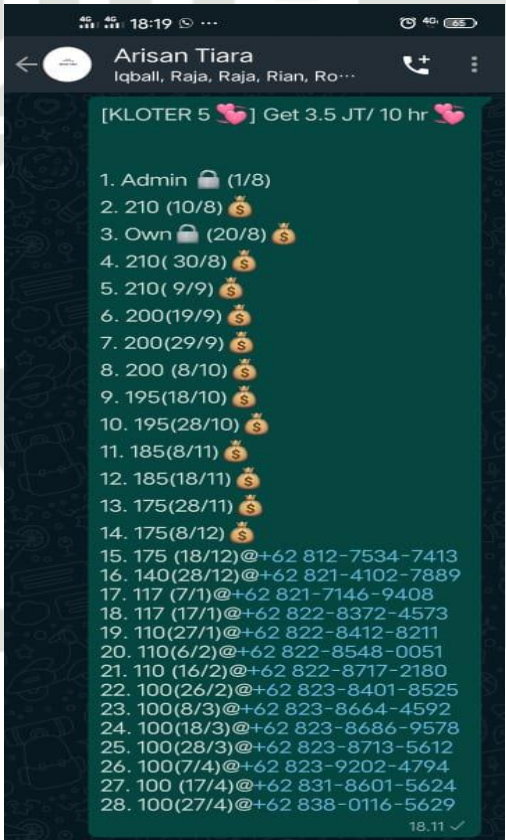 18:19 ...
65
Arisan Tiara
Iqball, Raja, Raja, Rian, Ro...
[KLOTER 5 💞] Get 3.5 JT/ 10 hr 💞
1. Admin 🔒 (1/8)
2. 210 (10/8) 💰
3. Own 🔒 (20/8) 💰
4. 210( 30/8) 💰
5. 210( 9/9) 💰
6. 200(19/9) 💰
7. 200(29/9) 💰
8. 200 (8/10) 💰
9. 195(18/10) 💰
10. 195(28/10) 💰
11. 185(8/11) 💰
12. 185(18/11) 💰
13. 175(28/11) 💰
14. 175(8/12) 💰
15. 175 (18/12)@+62 812-7534-7413
16. 140(28/12)@+62 821-4102-7889
17. 117 (7/1)@+62 821-7146-9408
18. 117 (17/1)@+62 822-8372-4573
19. 110(27/1)@+62 822-8412-8211
20. 110(6/2)@+62 822-8548-0051
21. 110 (16/2)@+62 822-8717-2180
22. 100(26/2)@+62 823-8401-8525
23. 100(8/3)@+62 823-8664-4592
24. 100(18/3)@+62 823-8686-9578
25. 100(28/3)@+62 823-8713-5612
26. 100(7/4)@+62 823-9202-4794
27. 100 (17/4)@+62 831-8601-5624
28. 100(27/4)@+62 838-0116-5629
18.11